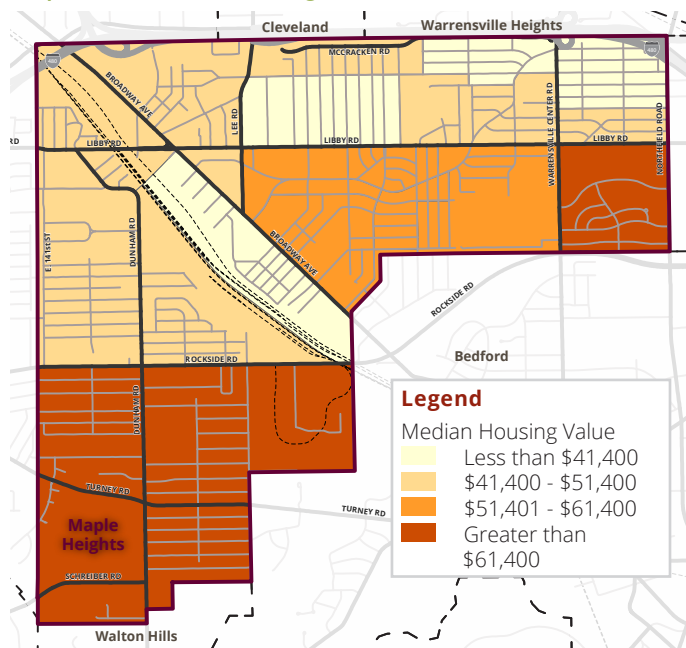 Cleveland
Warrensville Heights
MCCRACKEN RD
480
480
BROADWAY AVE
LEE RD
WARRENSVILLE CENTER RD
NORTHFIELD ROAD
RD
LIBBY RD
LIBBY RD
LIBBY RD
E 141st ST
DUNHAM RD
BROADWAY AVE
ROCKSIDE RD
ROCKSIDE RD
Bedford
DUNHAM RD
TURNEY RD
TURNEY RD
Maple
Heights
SCHREIBER RD
Walton Hills
Legend
Median Housing Value
Less than $41,400
$41,400 - $51,400
$51,401 - $61,400
Greater than
$61,400